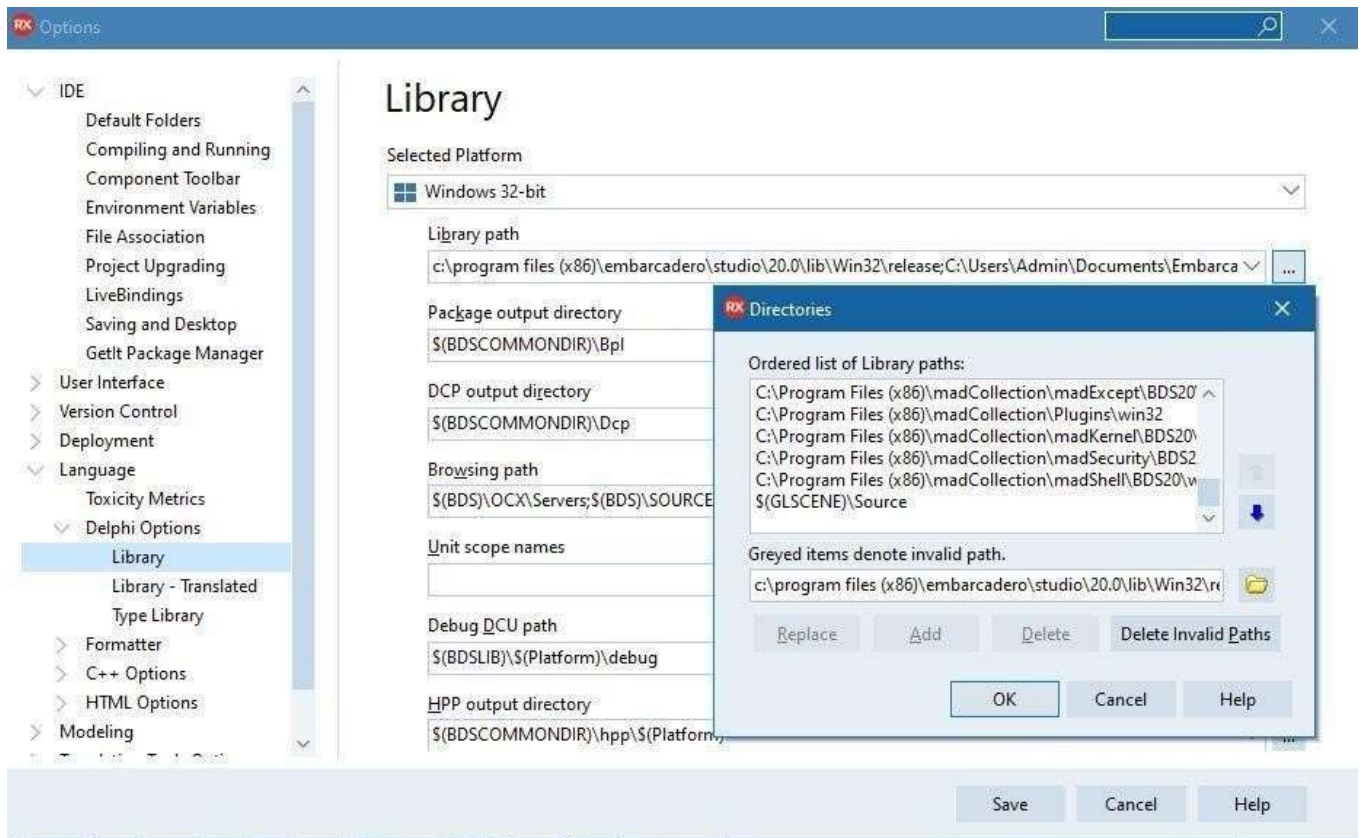 RX Options
IDE
Default Folders
Compiling and Running
Component Toolbar
Environment Variables
File Association
Project Upgrading
LiveBindings
Saving and Desktop
GetIt Package Manager
User Interface
Version Control
Deployment
Language
Toxicity Metrics
Delphi Options
Library
Library - Translated
Type Library
Formatter
C++ Options
HTML Options
Modeling
Library
Selected Platform
Windows 32-bit
Library path
c:\program files (x86)\embarcadero\studio\20.0\lib\Win32\release;C:\Users\Admin\Documents\Embarca
...
Package output directory
$(BDSCOMMONDIR)\Bpl
DCP output directory
$(BDSCOMMONDIR)\Dcp
Browsing path
$(BDS)\OCX\Servers;$(BDS)\SOURCE
Unit scope names
Debug DCU path
$(BDSLIB)\$(Platform)\debug
HPP output directory
$(BDSCOMMONDIR)\hpp\$(Platform)
RX Directories
Ordered list of Library paths:
C:\Program Files (x86)\madCollection\madExcept\BDS20\
C:\Program Files (x86)\madCollection\Plugins\win32
C:\Program Files (x86)\madCollection\madKernel\BDS20\
C:\Program Files (x86)\madCollection\madSecurity\BDS2
C:\Program Files (x86)\madCollection\madShell\BDS20\w
$(GLSCENE)\Source
Greyed items denote invalid path.
c:\program files (x86)\embarcadero\studio\20.0\lib\Win32\re
Replace
Add
Delete
Delete Invalid Paths
OK
Cancel
Help
Save
Cancel
Help